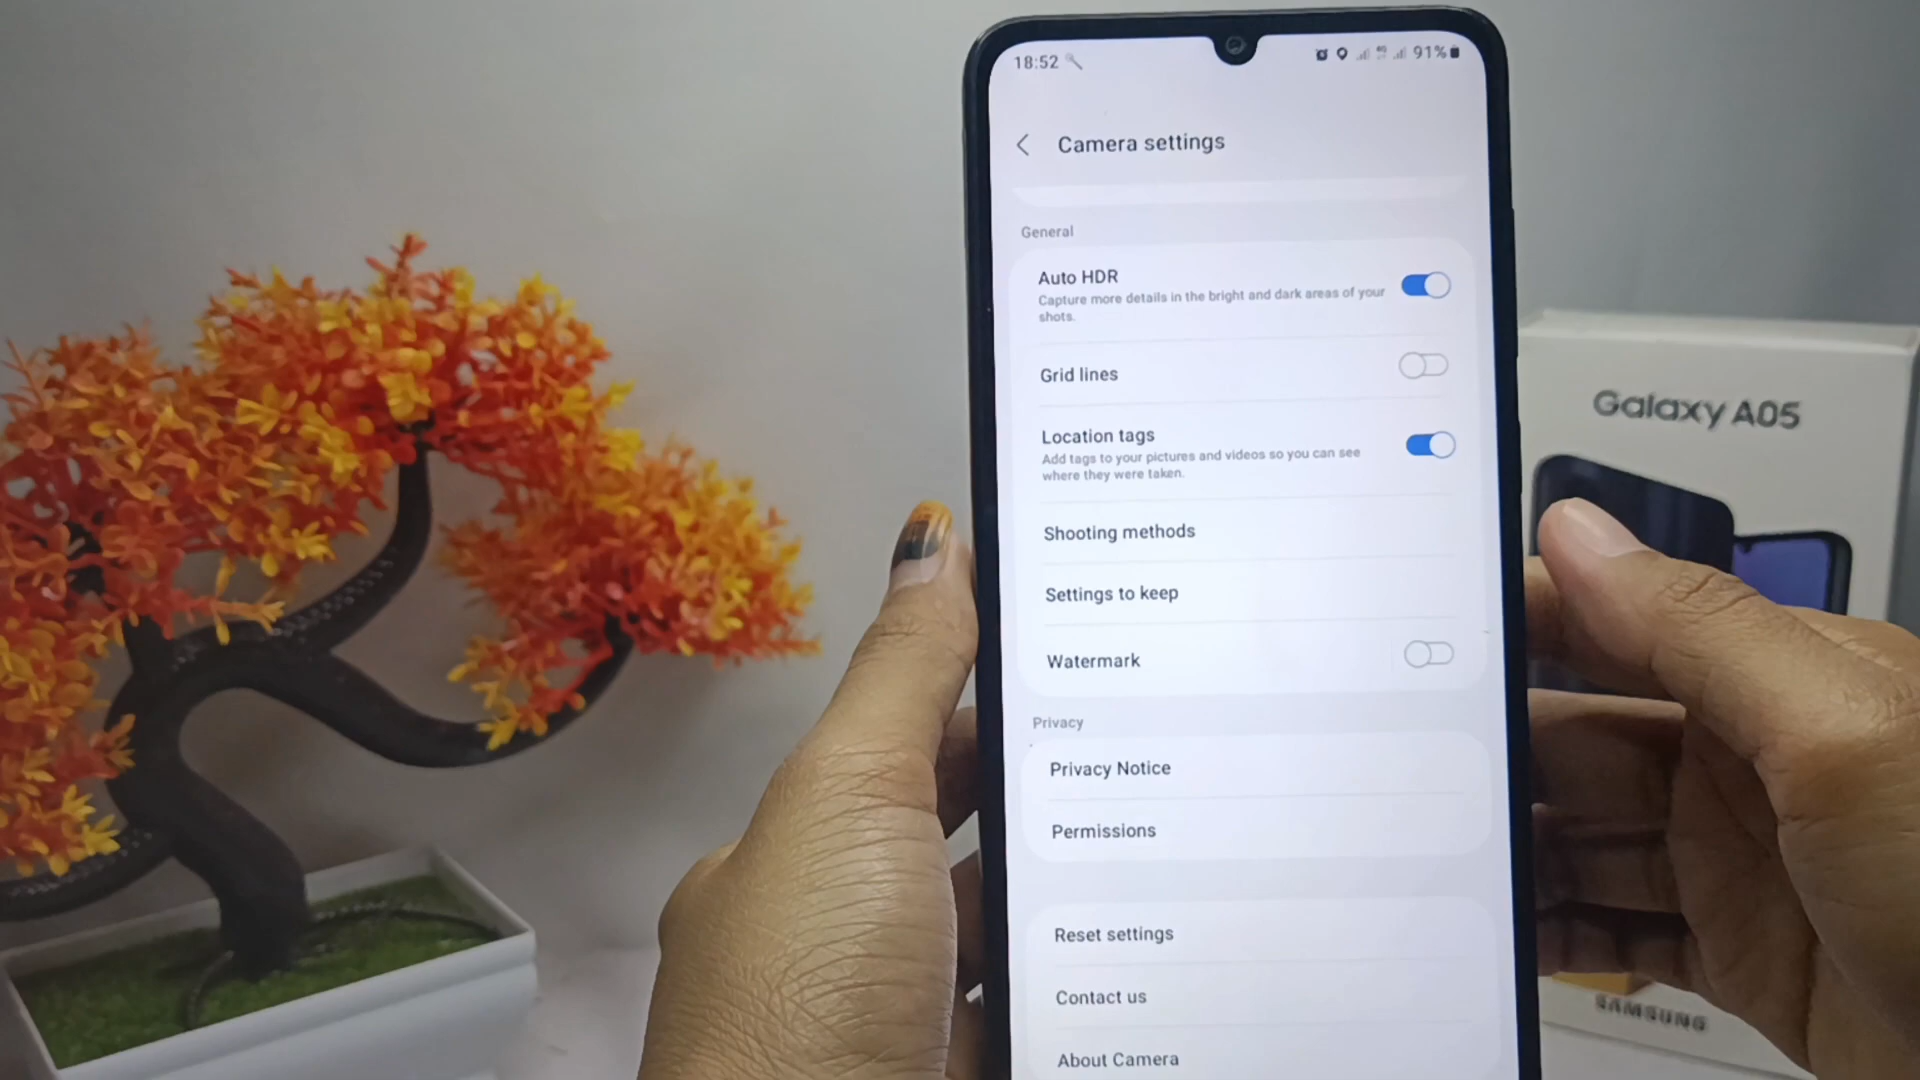 18:52
4G
91%
Camera settings
General
Auto HDR
Capture more details in the bright and dark areas of your
shots.
Grid lines
Location tags
Add tags to your pictures and videos so you can see
where they were taken.
Shooting methods
Settings to keep
Watermark
Privacy
Privacy Notice
Permissions
Reset settings
Contact us
About Camera
Galaxy A05
SAMSUNG